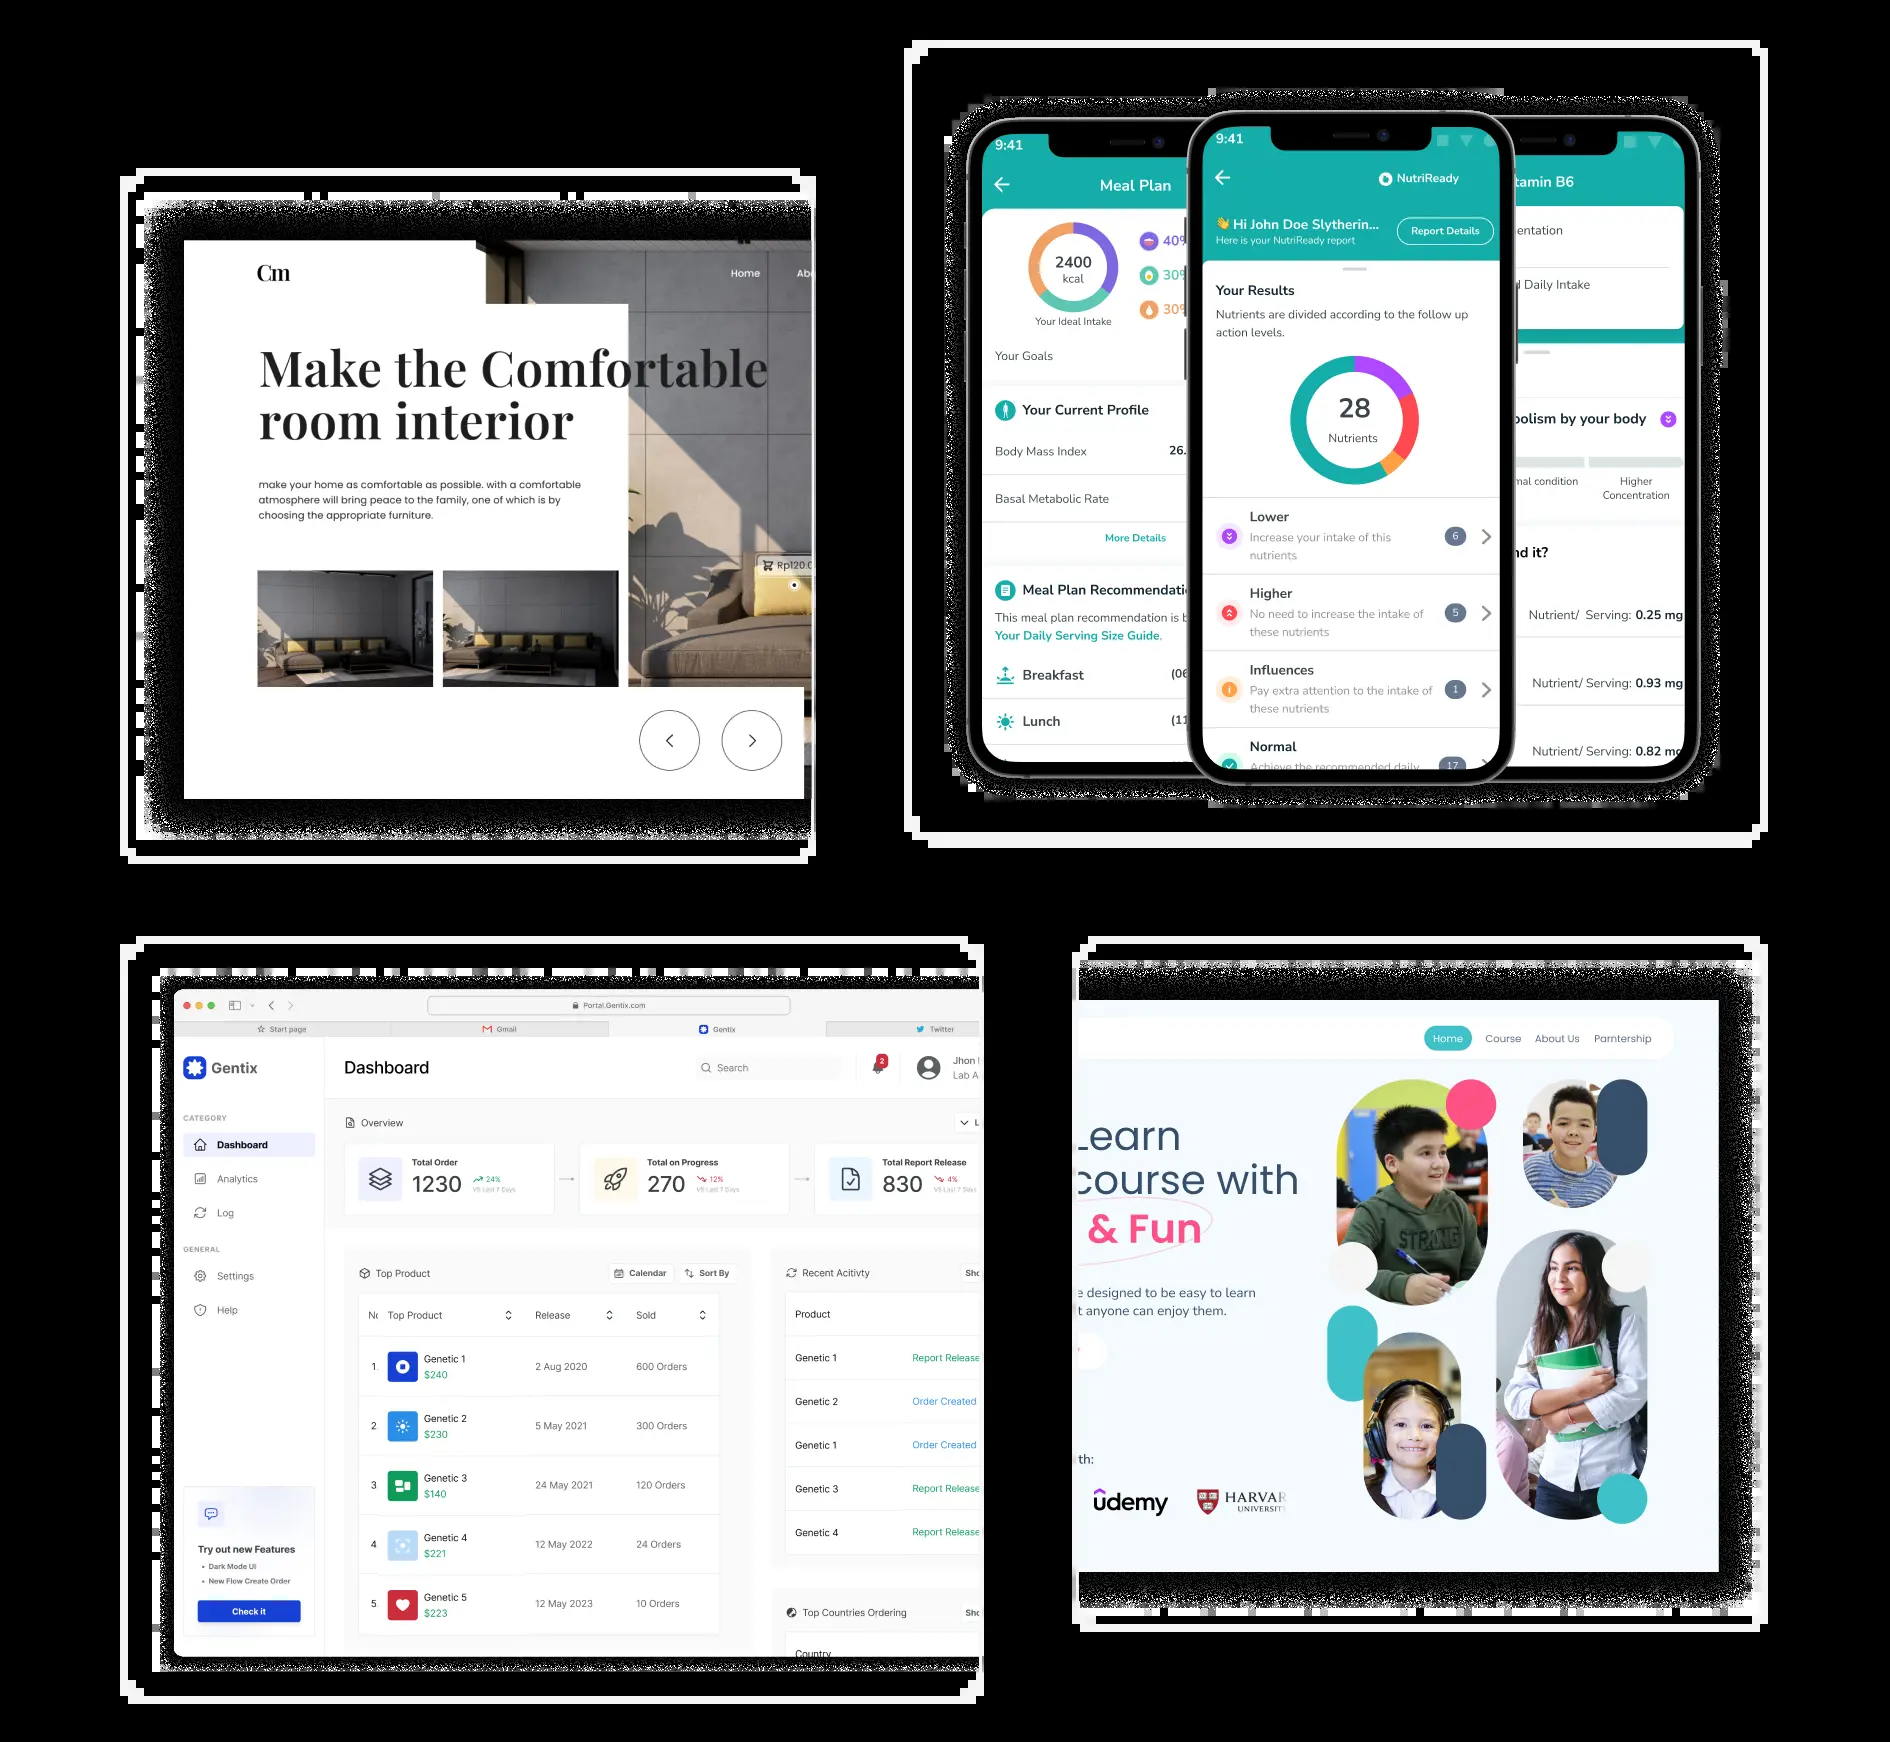 Cm
Home
Make the Comfortable
room interior
make your home as comfortable as possible. with a comfortable
atmosphere will bring peace to the family, one of which is by
choosing the appropriate furniture.
9:41
Meal Plan
2400
kcal
Your Ideal Intake
40%
30%
30%
Your Goals
Your Current Profile
Body Mass Index
26.
Basal Metabolic Rate
More Details
Meal Plan
This meal plan recommendation is
Your Daily Serving Size Guide.
Breakfast
(06
Lunch
(11
9:41
NutriReady
Hi John Doe Slytherin...
Here is your NutriReady report
Report Details
Your Results
Nutrients are divided according to the follow up
action levels.
28
Nutrients
Lower
Increase your intake of this
nutrients
6
Higher
No need to increase the intake of
these nutrients
5
Influences
Pay extra attention to the intake of
these nutrients
1
Normal
Achieve the recommended daily
17
B6
Daily Intake
by your body
condition
Higher
Concentration
it?
Nutrient/ Serving: 0.25 mg
Nutrient/ Serving: 0.93 mg
Nutrient/ Serving: 0.82 mg
Portal.Gentix.com
Start page
Gmail
Gentix
Twitter
Gentix
CATEGORY
Dashboard
Analytics
Log
GENERAL
Settings
Help
Try out new Features
• Dark Mode UI
• New Flow Create Order
Check it
Dashboard
Search
2
Jhon
Lab A
Overview
Total Order
1230
24%
VS Last 7 Days
Total on Progress
270
12%
VS Last 7 Days
Total Report Release
830
4%
VS Last 7 Days
Top Product
Calendar
Sort By
Top Product
Release
Sold
1.
Genetic 1
$240
2 Aug 2020
600 Orders
2.
Genetic 2
$230
5 May 2021
300 Orders
3
Genetic 3
$140
24 May 2021
120 Orders
4
Genetic 4
$221
12 May 2022
24 Orders
5.
Genetic 5
$223
12 May 2023
10 Orders
Recent Acitivty
Product
Genetic 1
Report Release
Genetic 2
Order Created
Genetic 1
Order Created
Genetic 3
Report Release
Genetic 4
Report Release
Top Countries Ordering
Country
Home
Course
About Us
Parntership
Learn
course with
& Fun
designed to be easy to learn
anyone can enjoy them.
udemy